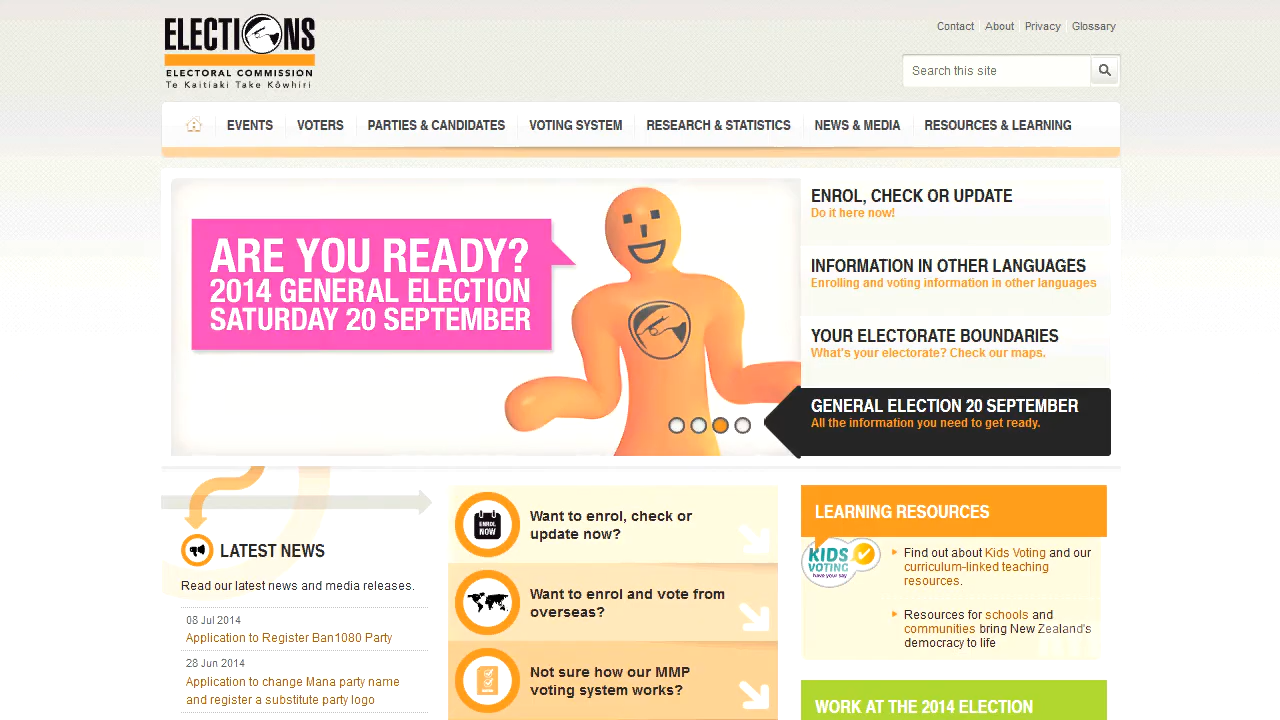 ELECTIONS
ELECTORAL COMMISSION
Te Kaitiaki Take Kōwhiri
Contact About Privacy Glossary
Search this site
EVENTS VOTERS PARTIES & CANDIDATES VOTING SYSTEM RESEARCH & STATISTICS NEWS & MEDIA RESOURCES & LEARNING
ARE YOU READY?
2014 GENERAL ELECTION
SATURDAY 20 SEPTEMBER
ENROL, CHECK OR UPDATE
Do it here now!
INFORMATION IN OTHER LANGUAGES
Enrolling and voting information in other languages
YOUR ELECTORATE BOUNDARIES
What's your electorate? Check our maps.
GENERAL ELECTION 20 SEPTEMBER
All the information you need to get ready.
LATEST NEWS
Read our latest news and media releases.
08 Jul 2014
Application to Register Ban1080 Party
28 Jun 2014
Application to change Mana party name
and register a substitute party logo
ENROL
NOW
Want to enrol, check or
update now?
Want to enrol and vote from
overseas?
Not sure how our MMP
voting system works?
LEARNING RESOURCES
KIDS
VOTING
have your say
Find out about Kids Voting and our
curriculum-linked teaching
resources.
Resources for schools and
communities bring New Zealand's
democracy to life
WORK AT THE 2014 ELECTION